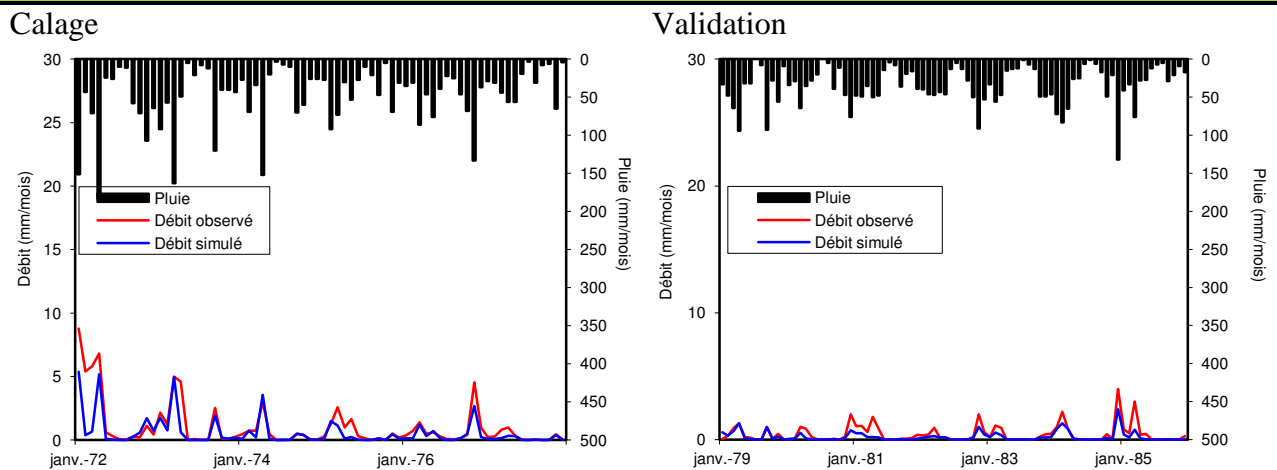 Calage
Validation
30
25
20
15
10
5
0
Débit (mm/mois)
0
50
100
150
200
250
300
350
400
450
500
Pluie (mm/mois)
Pluie
Débit observé
Débit simulé
janv.-72
janv.-74
janv.-76
30
20
10
0
Débit (mm/mois)
0
50
100
150
200
250
300
350
400
450
500
Pluie (mm/mois)
Pluie
Débit observé
Débit simulé
janv.-79
janv.-81
janv.-83
janv.-85